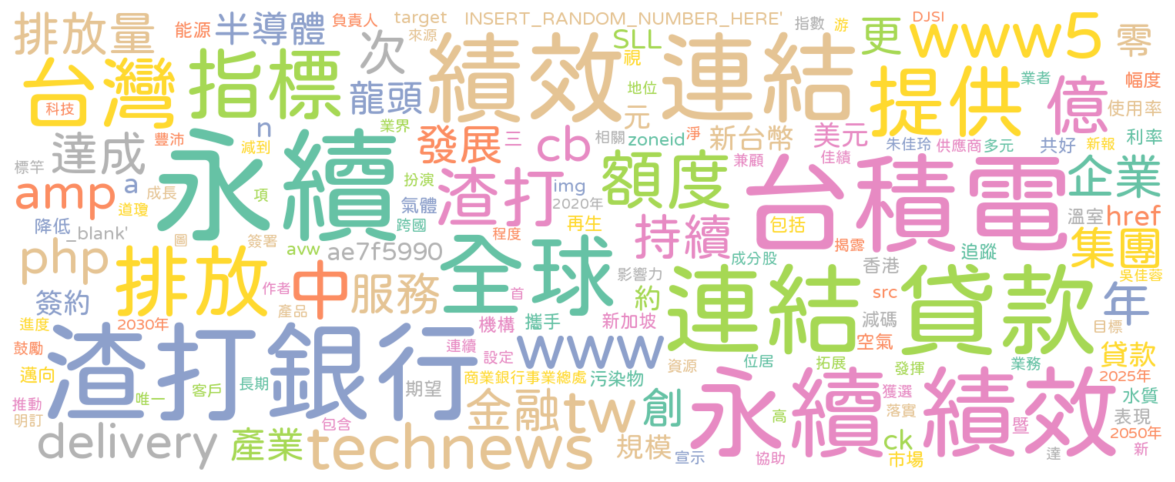 排放量
能源
半導體
負責人
target
來源
INSERT_RANDOM_NUMBER_HERE'
指數
游
DJSI
更
www5
零
台灣
科技
指標
次
績效
連結
SLL
視
地位
提供
業者
億
幅度
使用率
龍頭
元
新台幣
美元
達成
豐沛
n
減到
業界
發展
三
cb
相關
zoneid
淨
兼顧
佳績
朱佳玲
供應商
多元
共好
新報
利率
標竿
amp
a
成長
道瓊
永續
項
扮演
氣體
跨國
渣打
img
2020年
再生
額度
台積電
企業
溫室
href
降低
_blank'
圖
簽署
avw
程度
全球
持續
包括
揭露
追蹤
集團
吳佳蓉
php
排放
中
ae7f5990
服務
影響力
成分股
香港
src
年
簽約
作者
產品
首
約
連結
貸款
減碼
空氣
目標
進度
2030年
機構
攜手
新加坡
鼓勵
渣打銀行
連續
設定
www
位居
拓展
發揮
業務
貸款
邁向
唯一
客戶
長期
期望
商業銀行事業總處
污染物
資源
2025年
推動
明訂
包含
金融
tw
創
永續
績效
獲選
落實
水質
高
暨
表現
2050年
delivery
產業
technews
規模
宣示
協助
ck
市場
達
新